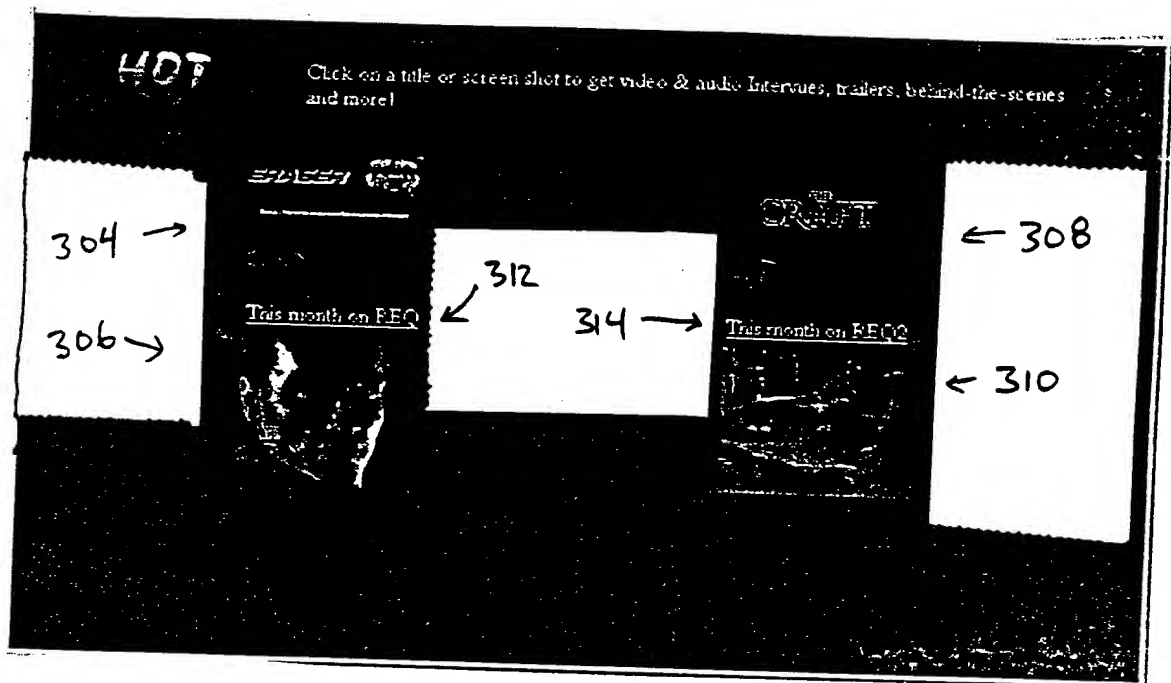 HOT
Click on a title or screen shot to get video & audio Intervues, trailers, behind-the-scenes
and more!
304
308
312
314
This month on REQ
This month on REQ2
306
310